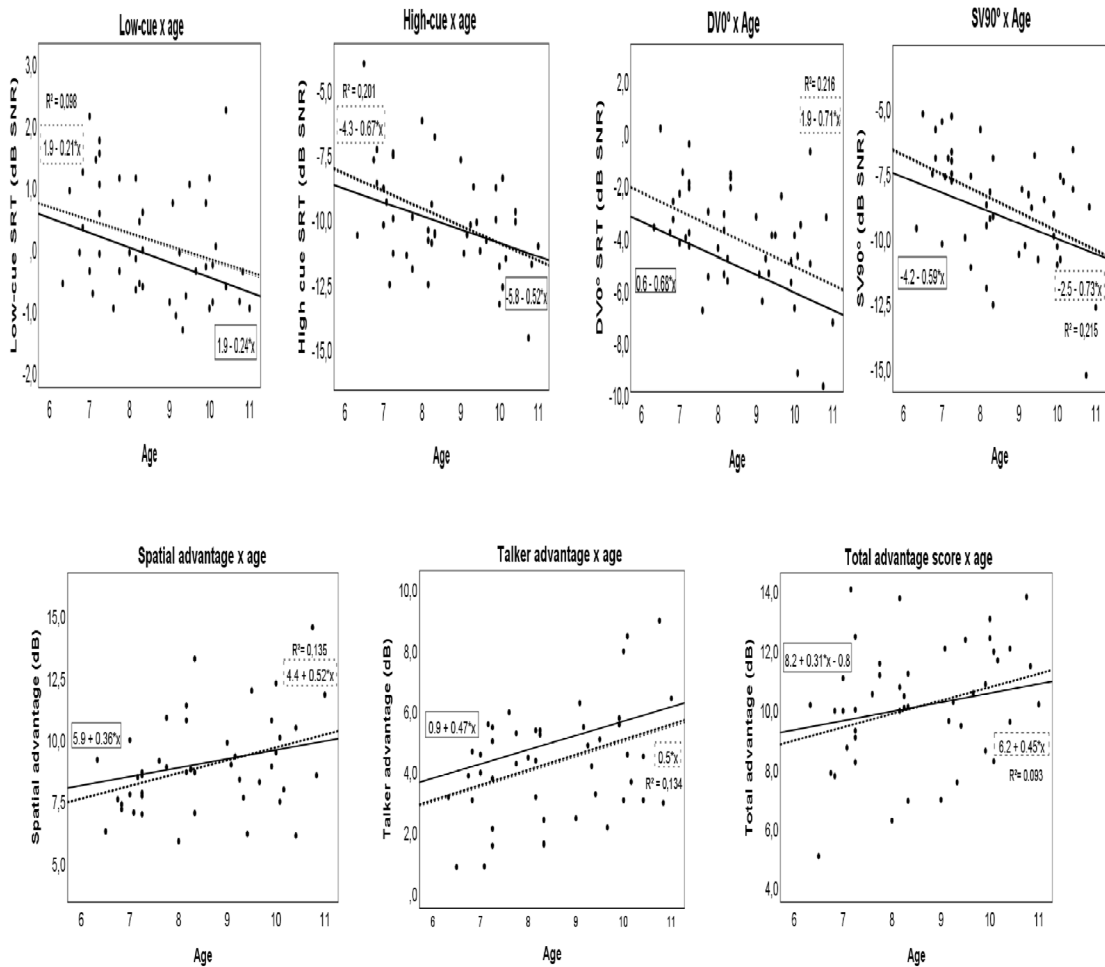 Low-cue x age
Low-cue SRT (dB SNR)
3,0
2,0
1,0
,0
-1,0
-2,0
R² = 0,098
1.9 - 0.21*x
1.9 - 0.24*x
6 7 8 9 10 11
Age
High-cue x age
High cue SRT (dB SNR)
-5,0
-7,5
-10,0
-12,5
-15,0
R² = 0,201
-4.3 - 0.67*x
-5.8 - 0.52*x
6 7 8 9 10 11
Age
DV0º x Age
DV0° SRT (dB SNR)
2,0
,0
-2,0
-4,0
-6,0
-8,0
-10,0
R² = 0,216
1.9 - 0.71*x
0.6 - 0.68*x
6 7 8 9 10 11
Age
SV90º x Age
SV90° (dB SNR)
-5,0
-7,5
-10,0
-12,5
-15,0
-4.2 - 0.59*x
-2.5 - 0.73*x
R² = 0,215
6 7 8 9 10 11
Age
Spatial advantage x age
Spatial advantage (dB)
15,0
12,5
10,0
7,5
5,0
R²= 0,135
4.4 + 0.52*x
5.9 + 0.36*x
6 7 8 9 10 11
Age
Talker advantage x age
Talker advantage (dB)
10,0
8,0
6,0
4,0
2,0
,0
0.9 + 0.47*x
0.5*x
R² = 0,134
6 7 8 9 10 11
Age
Total advantage score x age
Total advantage (dB)
14,0
12,0
10,0
8,0
6,0
4,0
8.2 + 0.31*x - 0.8
6.2 + 0.45*x
R²= 0.093
6 7 8 9 10 11
Age